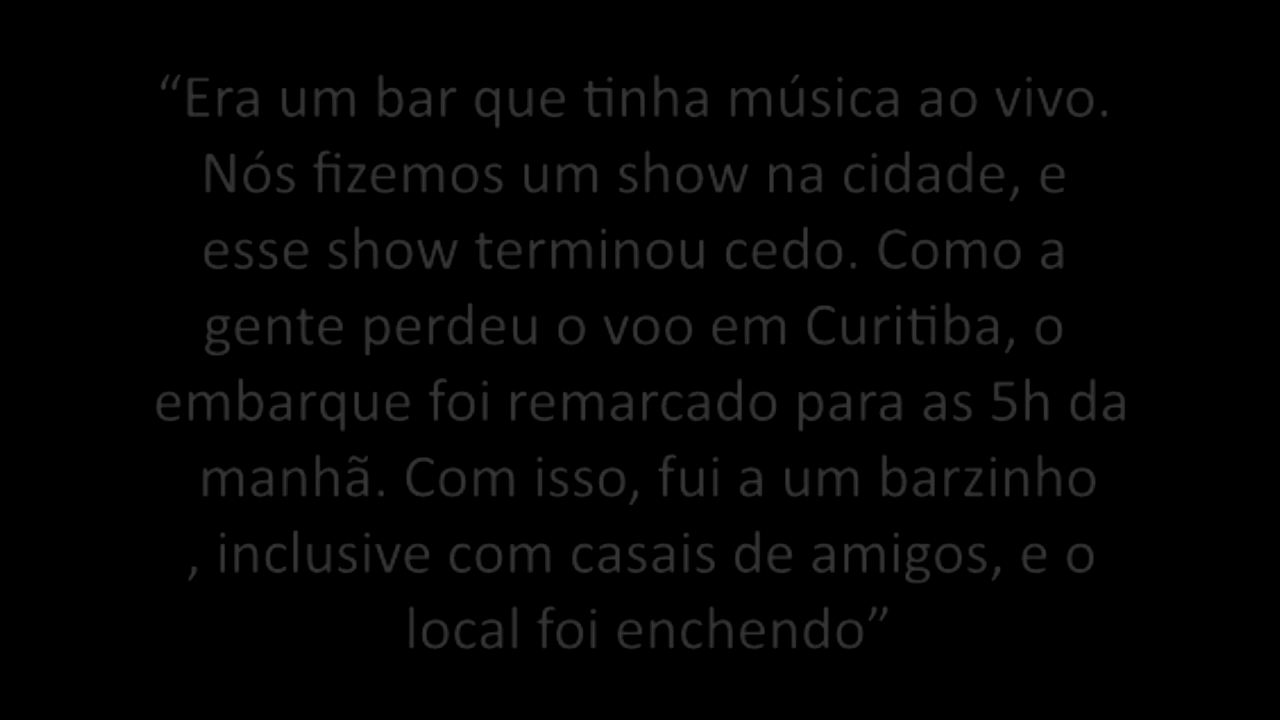 “Era um bar que tinha música ao vivo.
Nós fizemos um show na cidade, e
esse show terminou cedo. Como a
gente perdeu o voo em Curitiba, o
embarque foi remarcado para as 5h da
manhã. Com isso, fui a um barzinho
, inclusive com casais de amigos, e o
local foi enchendo”